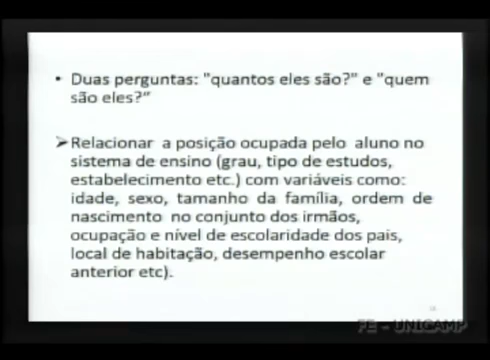 • Duas perguntas: "quantos eles são?" e "quem
são eles?"
➢Relacionar a posição ocupada pelo aluno no
sistema de ensino (grau, tipo de estudos,
estabelecimento etc.) com variáveis como:
idade, sexo, tamanho da família, ordem de
nascimento no conjunto dos irmãos,
ocupação e nível de escolaridade dos pais,
local de habitação, desempenho escolar
anterior etc).
FE - UNICAMP